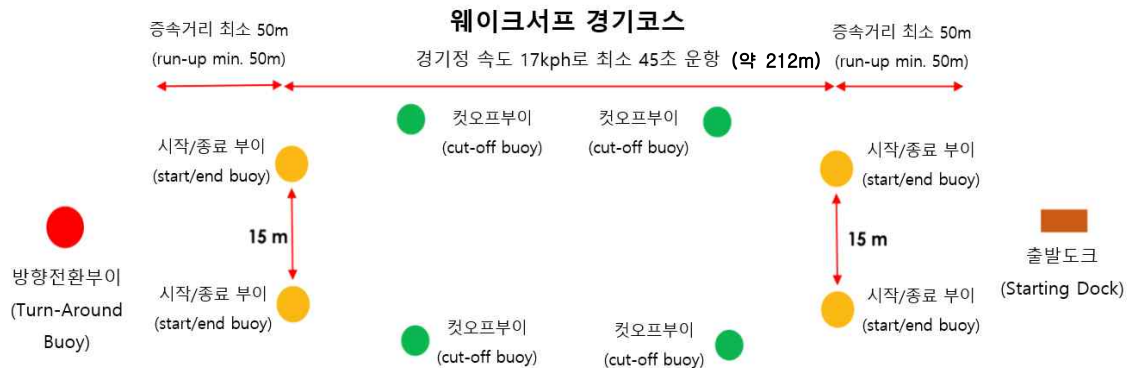 웨이크서프 경기코스
증속거리 최소 50m
(run-up min. 50m)
경기정 속도 17kph로 최소 45초 운항 (약 212m)
증속거리 최소 50m
(run-up min. 50m)
컷오프부이
(cut-off buoy)
컷오프부이
(cut-off buoy)
시작/종료 부이
(start/end buoy)
시작/종료 부이
(start/end buoy)
15 m
15 m
방향전환부이
(Turn-Around
Buoy)
출발도크
(Starting Dock)
시작/종료 부이
(start/end buoy)
시작/종료 부이
(start/end buoy)
컷오프부이
(cut-off buoy)
컷오프부이
(cut-off buoy)